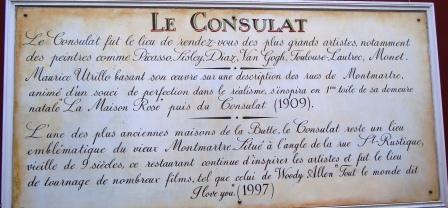 LE CONSULAT
Le Consulat fut le lieu de rendez-vous des plus grands artistes, notamment
des peintres comme Picasso, Sisley, Diaz, Van Gogh, Toulouse-Lautrec, Monet.
Maurice Utrillo basant son œuvre sur une description des rues de Montmartre,
animé d'un souci de perfection dans le réalisme, s'inspira en 1ère toile de sa demeure
natale "La Maison Rose" puis du Consulat (1909).
L'une des plus anciennes maisons de la Butte, le Consulat reste un lieu
emblématique du vieux Montmartre. Situé à l'angle de la rue St-Rustique,
vieille de 9 siècles, ce restaurant continue d'inspirer les artistes et fut le lieu
de tournage de nombreux films, tel que celui de Woody Allen "Tout le monde dit
I love you". (1997)